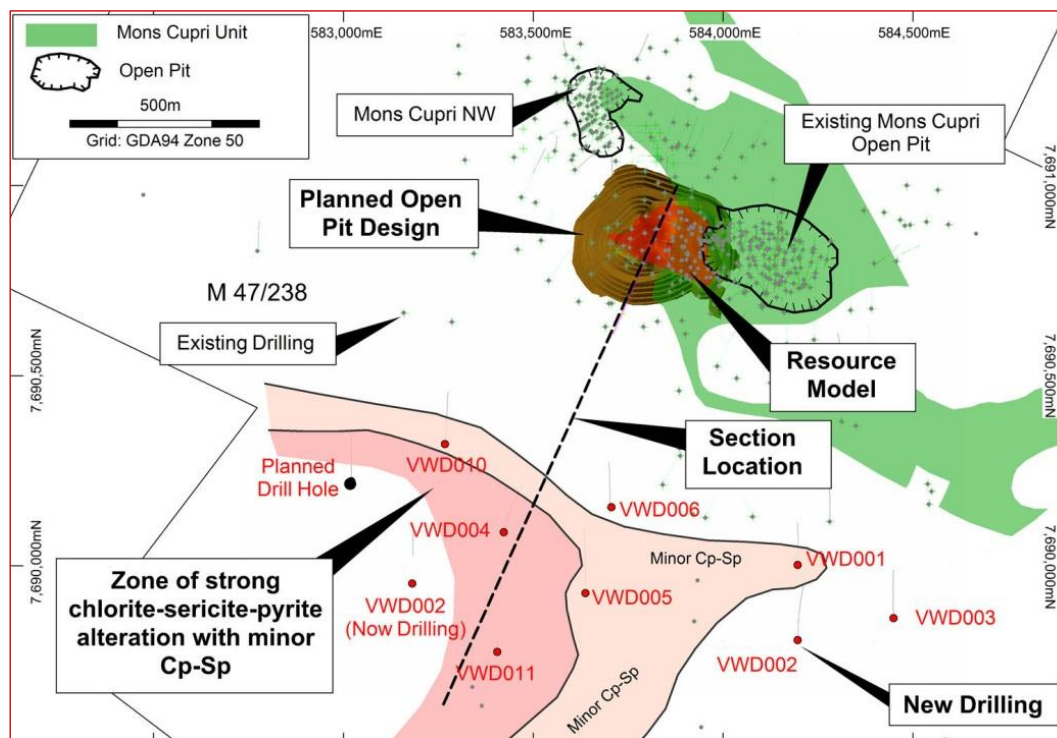 Mons Cupri Unit
Open Pit
500m
Grid: GDA94 Zone 50
583,000mE
583,500mE
584,000mE
584,500mE
Mons Cupri NW
Existing Mons Cupri
Open Pit
7,691,000mN
Planned Open
Pit Design
M 47/238
Existing Drilling
Resource
Model
7,690,500mN
7,690,500mN
Section
Location
VWD010
Planned
Drill Hole
VWD006
VWD004
Minor Cp-Sp
VWD001
7,690,000mN
7,690,000mN
Zone of strong
chlorite-sericite-pyrite
alteration with minor
Cp-Sp
VWD002
(Now Drilling)
VWD005
VWD003
VWD011
VWD002
Minor Cp-Sp
New Drilling